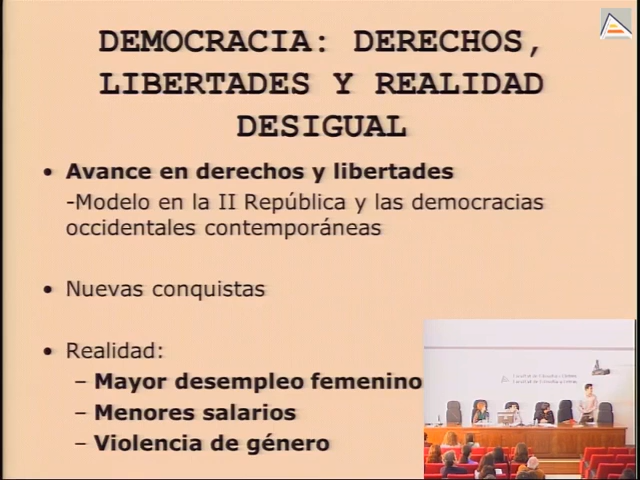 DEMOCRACIA: DERECHOS,
LIBERTADES Y REALIDAD
DESIGUAL
• Avance en derechos y libertades
-Modelo en la II República y las democracias
occidentales contemporáneas
• Nuevas conquistas
• Realidad:
– Mayor desempleo femenino
– Menores salarios
– Violencia de género